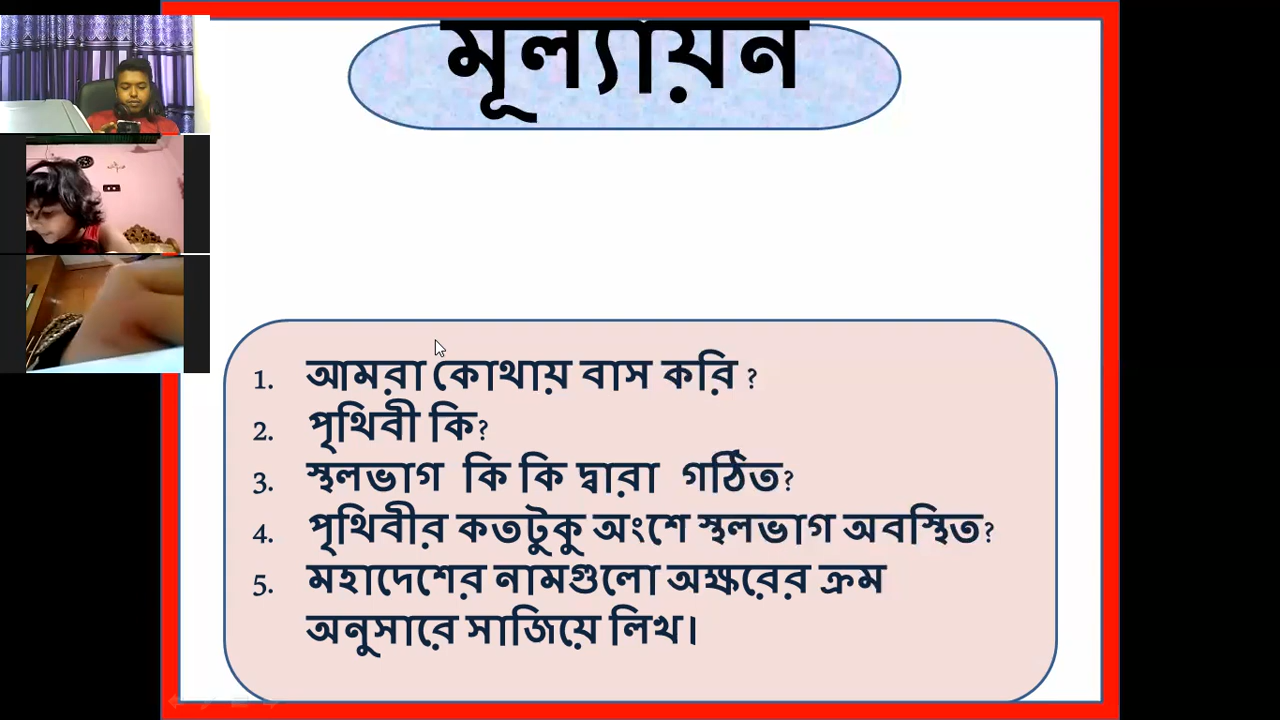 মূল্যায়ন
1. আমরা কোথায় বাস করি ?
2. পৃথিবী কি?
3. স্থলভাগ কি কি দ্বারা গঠিত?
4. পৃথিবীর কতটুকু অংশে স্থলভাগ অবস্থিত?
5. মহাদেশের নামগুলো অক্ষরের ক্রম
অনুসারে সাজিয়ে লিখ।